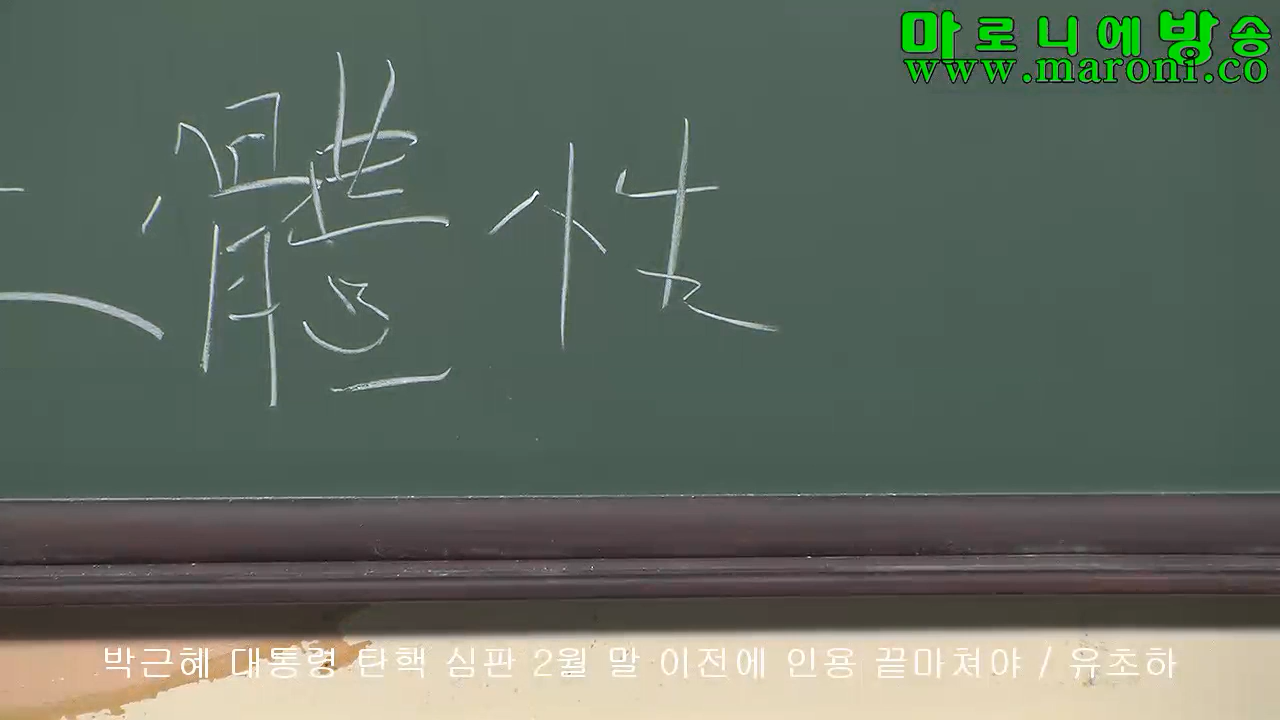 마로니에방송
www.maroni.co
體性
박근혜 대통령 탄핵 심판 2월 말 이전에 인용 끝마쳐야 / 유초하